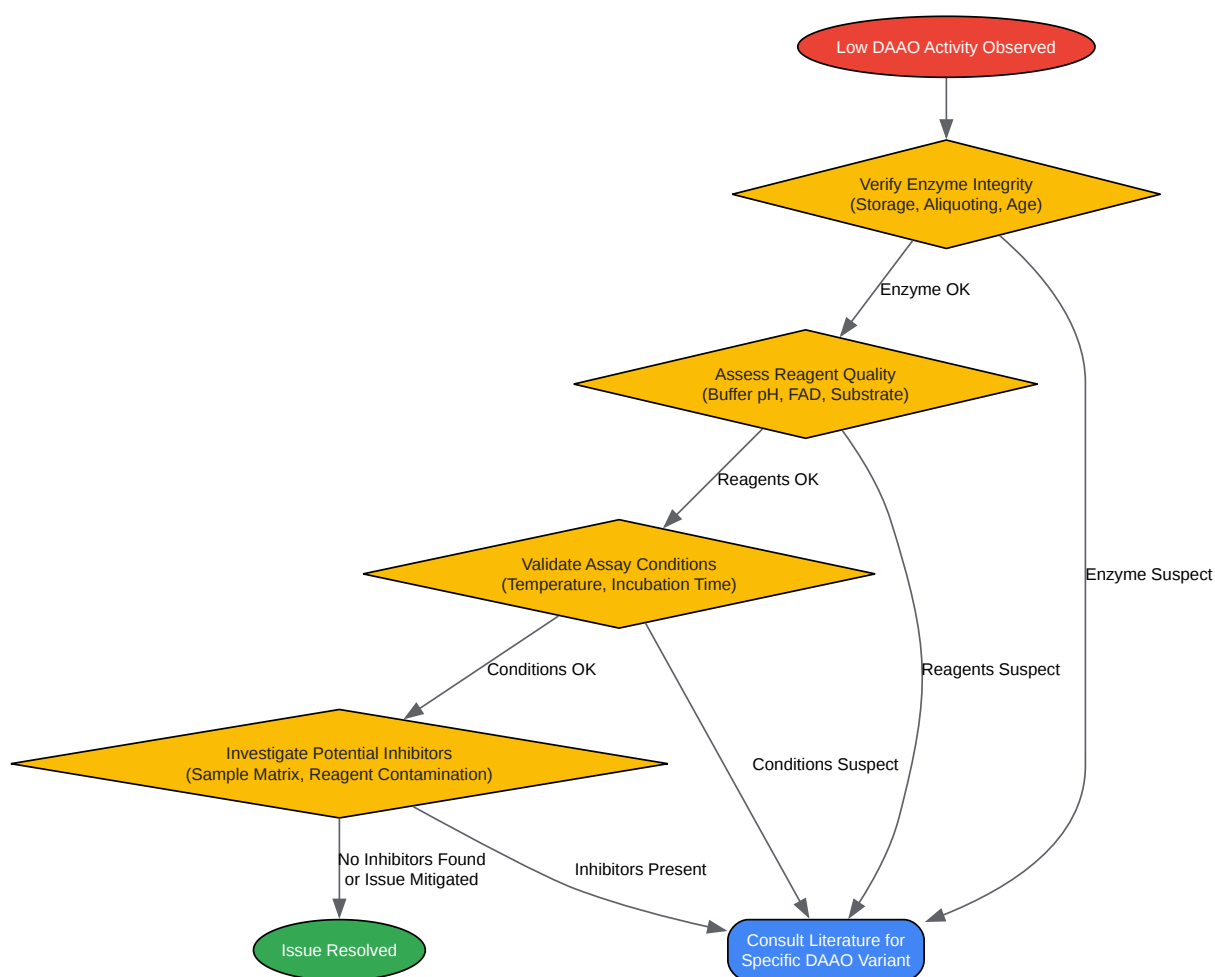 Low DAAO Activity Observed
Verify Enzyme Integrity
(Storage, Aliquoting, Age)
Enzyme OK
Assess Reagent Quality
(Buffer pH, FAD, Substrate)
Reagents OK
Validate Assay Conditions
(Temperature, Incubation Time)
Enzyme Suspect
Conditions OK
Reagents Suspect
Investigate Potential Inhibitors
(Sample Matrix, Reagent Contamination)
Conditions Suspect
No Inhibitors Found
or Issue Mitigated
Inhibitors Present
Issue Resolved
Consult Literature for
Specific DAAO Variant